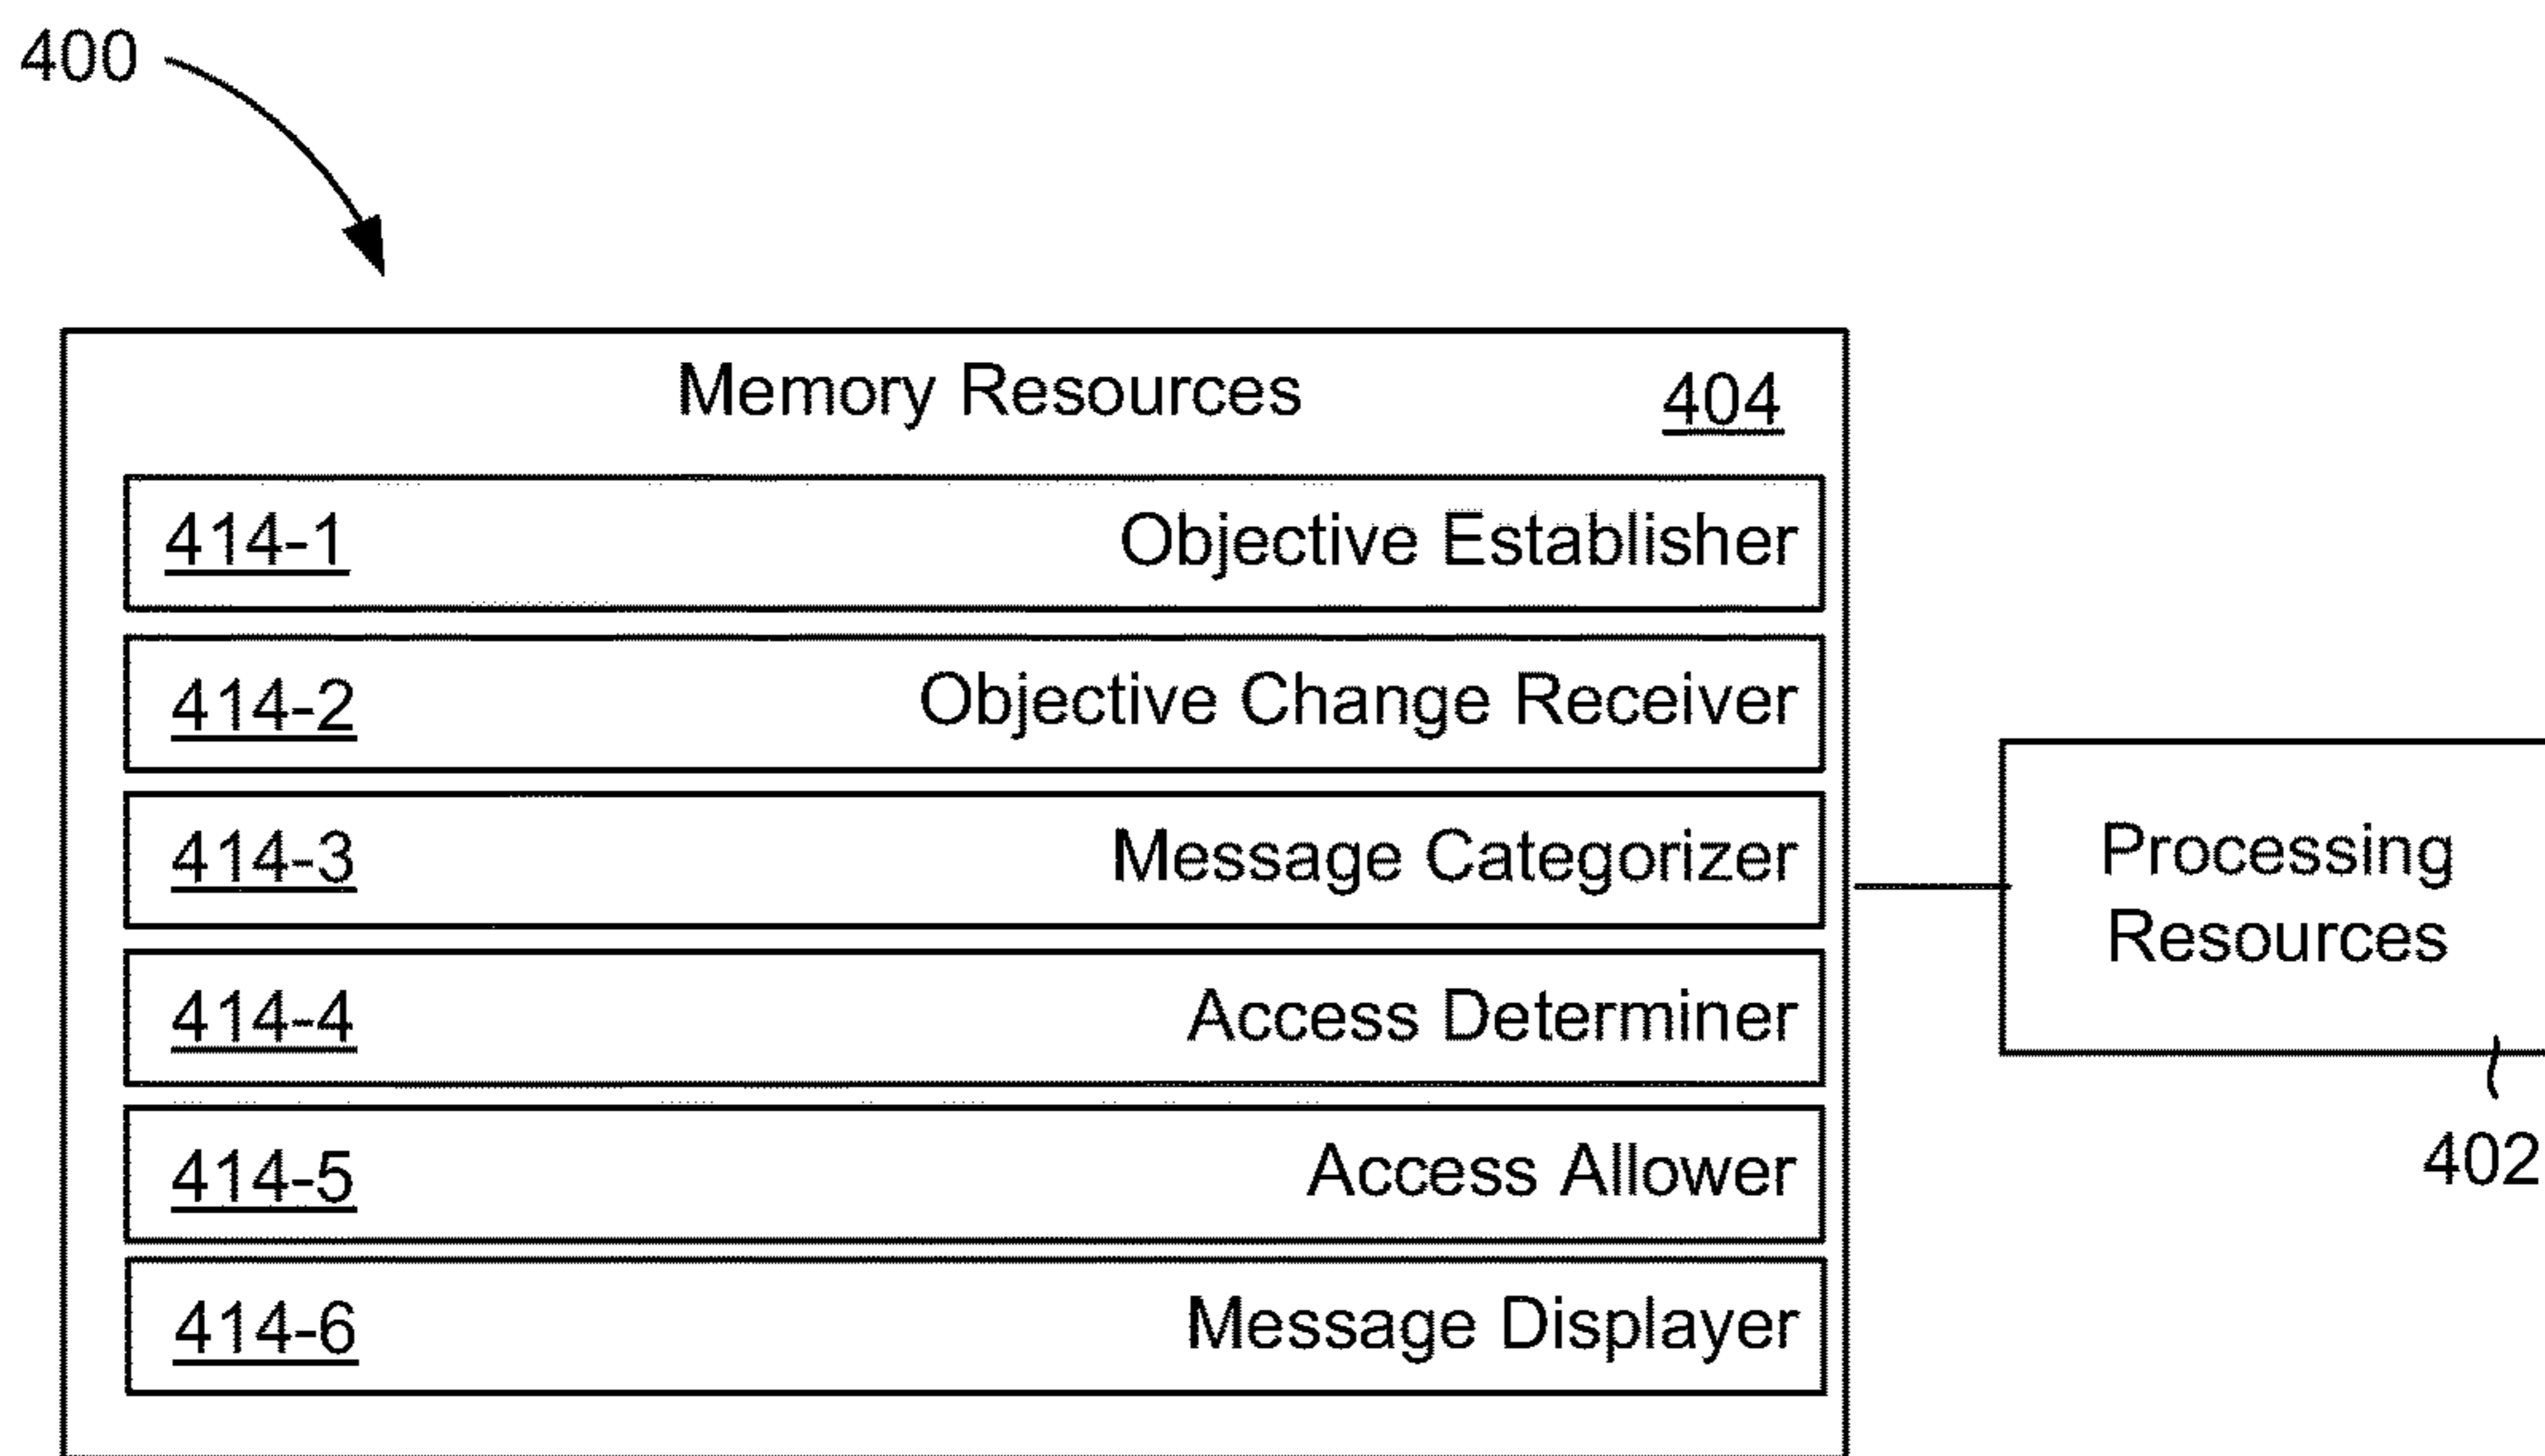 400
Memory Resources 404
414-1 Objective Establisher
414-2 Objective Change Receiver
414-3 Message Categorizer
414-4 Access Determiner
414-5 Access Allower
414-6 Message Displayer
Processing
Resources
402